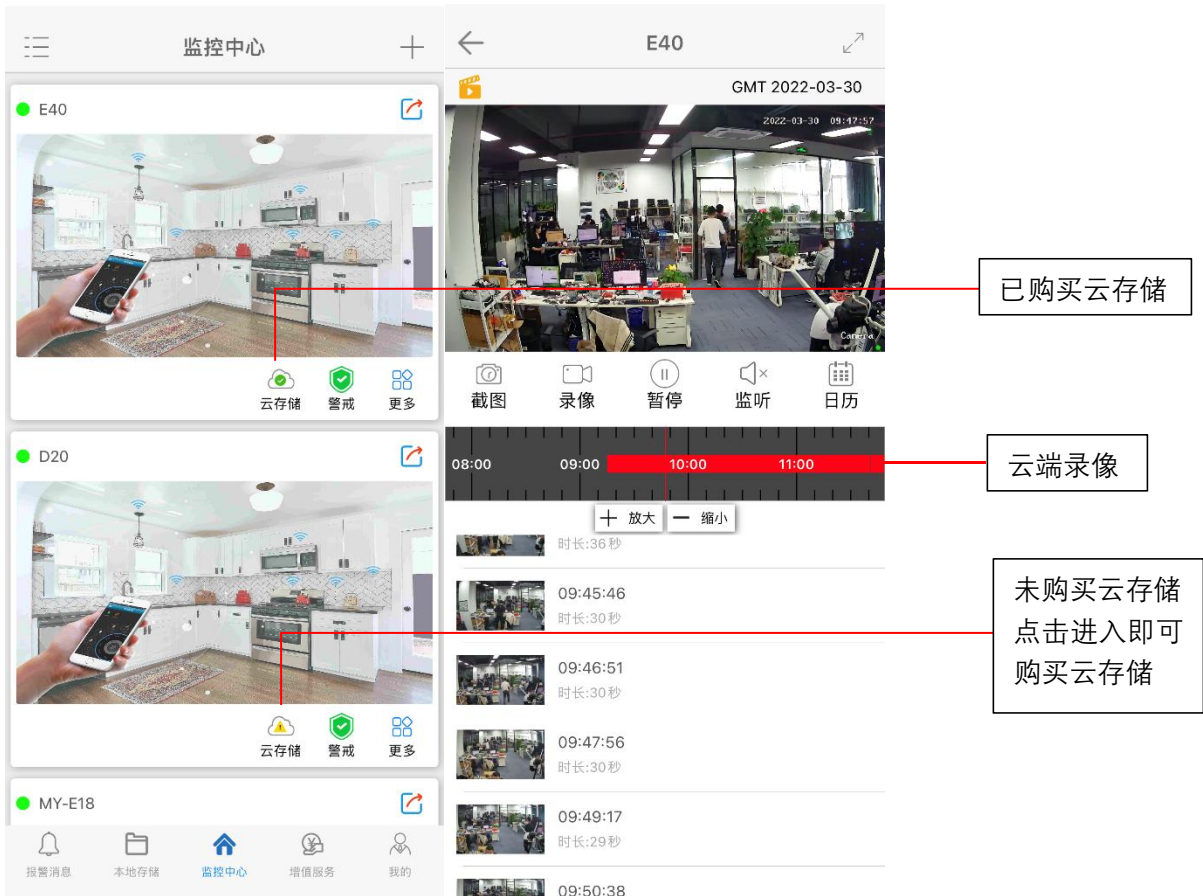 监控中心
E40
云存储
警戒
更多
D20
云存储
警戒
更多
MY-E18
报警消息
本地存储
监控中心
增值服务
我的
E40
GMT 2022-03-30
2022-03-30 09:47:57
Camera
截图
录像
暂停
监听
日历
08:00
09:00
10:00
11:00
放大
缩小
时长:36秒
09:45:46
时长:30秒
09:46:51
时长:30秒
09:47:56
时长:30秒
09:49:17
时长:29秒
09:50:38
已购买云存储
云端录像
未购买云存储
点击进入即可
购买云存储